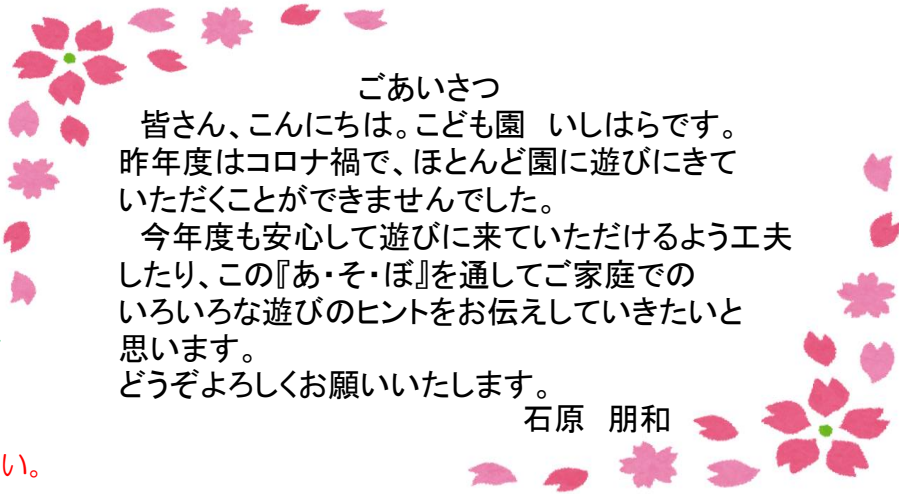 ごあいさつ
皆さん、こんにちは。こども園　いしはらです。
昨年度はコロナ禍で、ほとんど園に遊びにきて
いただくことができませんでした。
今年度も安心して遊びに来ていただけるよう工夫
したり、この『あ・そ・ぼ』を通してご家庭での
いろいろな遊びのヒントをお伝えしていきたいと
思います。
どうぞよろしくお願いいたします。
石原　朋和
い。